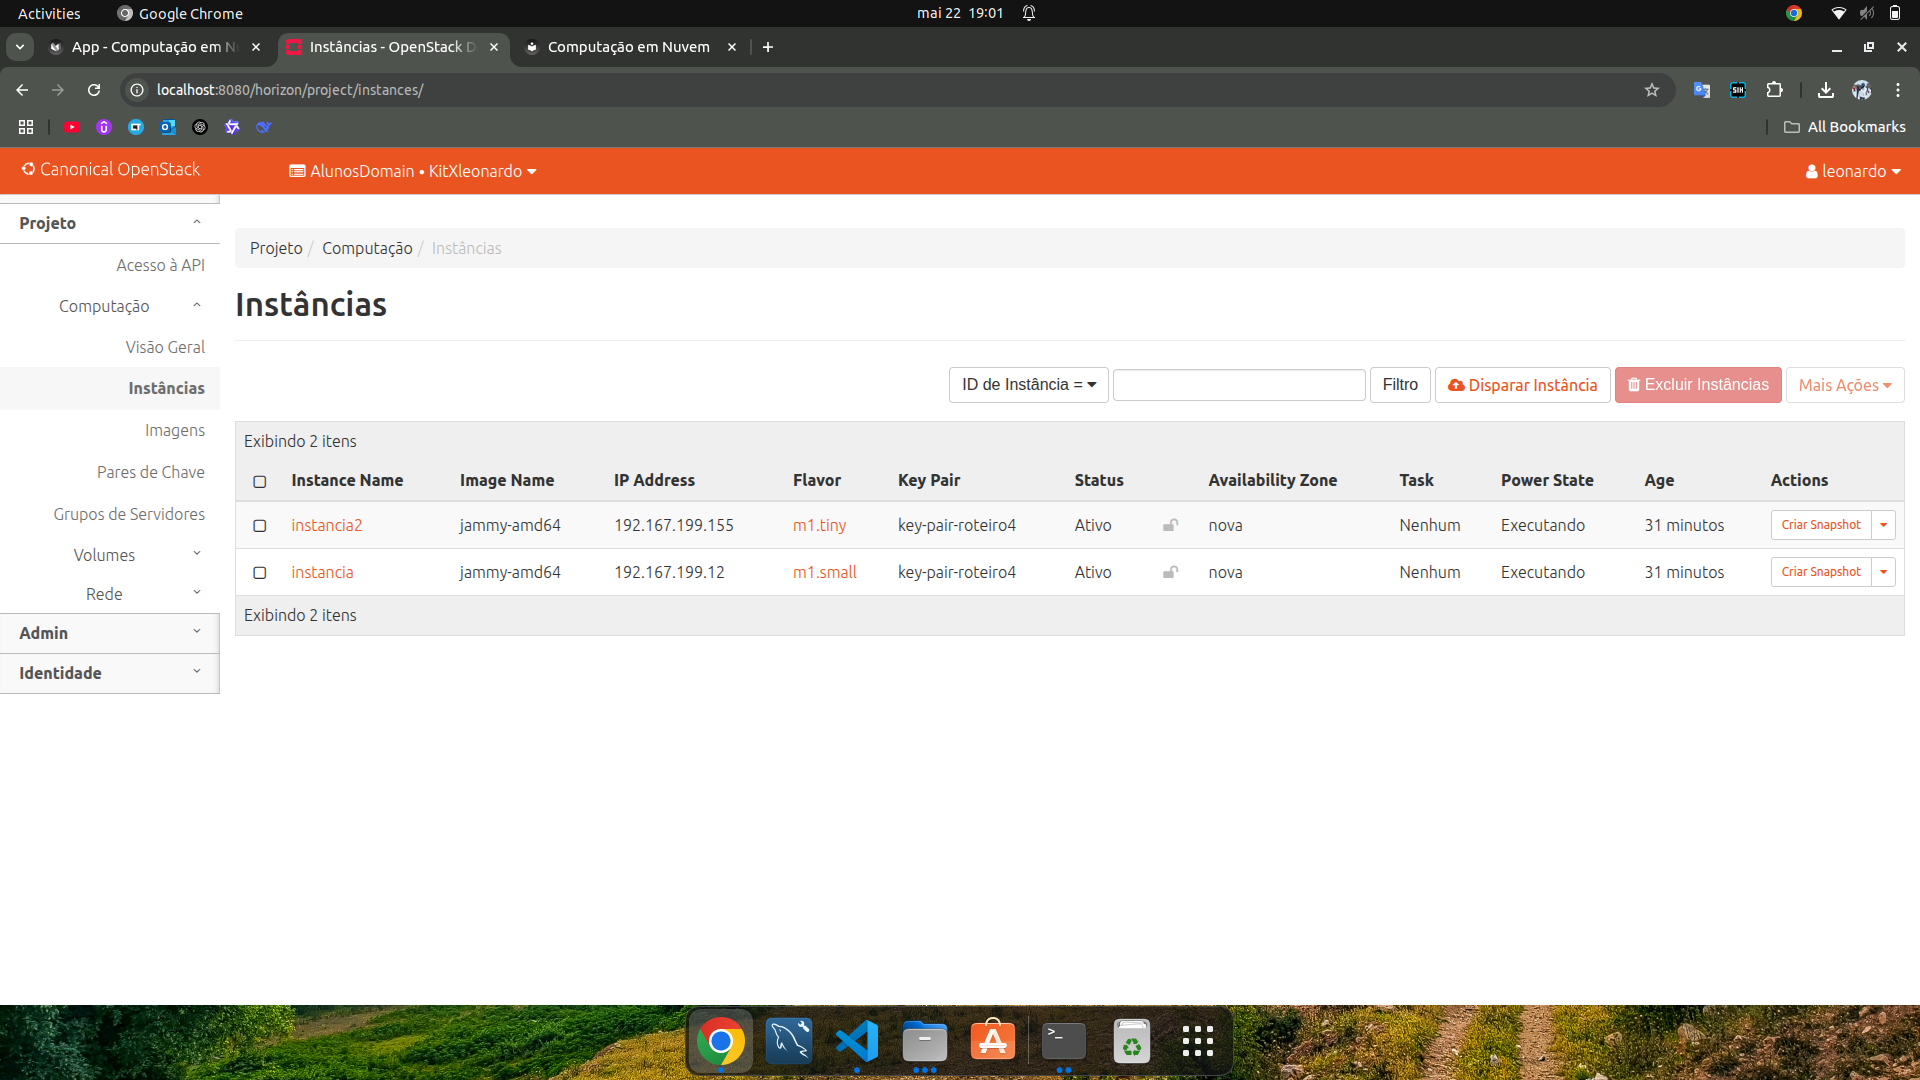 Activities
Google Chrome
mai 22 19:01
App - Computação em N
Instâncias - OpenStack D
Computação em Nuvem
localhost:8080/horizon/project/instances/
SIH
All Bookmarks
Canonical OpenStack
AlunosDomain • KitXleonardo
leonardo
Projeto
Acesso à API
Computação
Visão Geral
Instâncias
Imagens
Pares de Chave
Grupos de Servidores
Volumes
Rede
Admin
Identidade
Projeto / Computação / Instâncias
Instâncias
ID de Instância =
Filtro
Disparar Instância
Excluir Instâncias
Mais Ações
Exibindo 2 itens
Instance Name Image Name IP Address Flavor Key Pair Status Availability Zone Task Power State Age Actions
instancia2 jammy-amd64 192.167.199.155 m1.tiny key-pair-roteiro4 Ativo nova Nenhum Executando 31 minutos Criar Snapshot
instancia jammy-amd64 192.167.199.12 m1.small key-pair-roteiro4 Ativo nova Nenhum Executando 31 minutos Criar Snapshot
Exibindo 2 itens